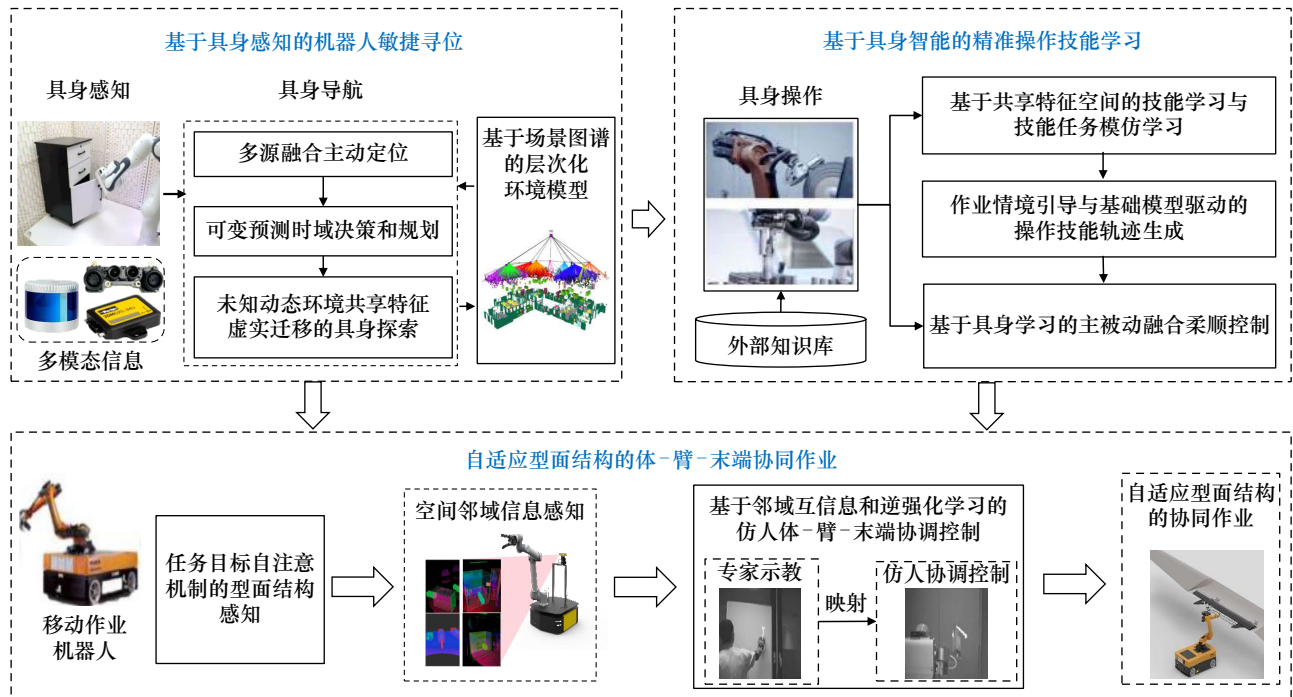 基于具身感知的机器人敏捷寻位
具身感知
具身导航
多源融合主动定位
可变预测时域决策和规划
未知动态环境共享特征
虚实迁移的具身探索
基于场景图谱
的层次化
环境模型
多模态信息
基于具身智能的精准操作技能学习
具身操作
外部知识库
基于共享特征空间的技能学习与
技能任务模仿学习
作业情境引导与基础模型驱动的
操作技能轨迹生成
基于具身学习的主被动融合柔顺控制
自适应型面结构的体-臂-末端协同作业
移动作业
机器人
任务目标自注意
机制的型面结构
感知
空间邻域信息感知
基于邻域互信息和逆强化学习的
仿人体-臂-末端协调控制
专家示教
映射
仿人协调控制
自适应型面结构
的协同作业